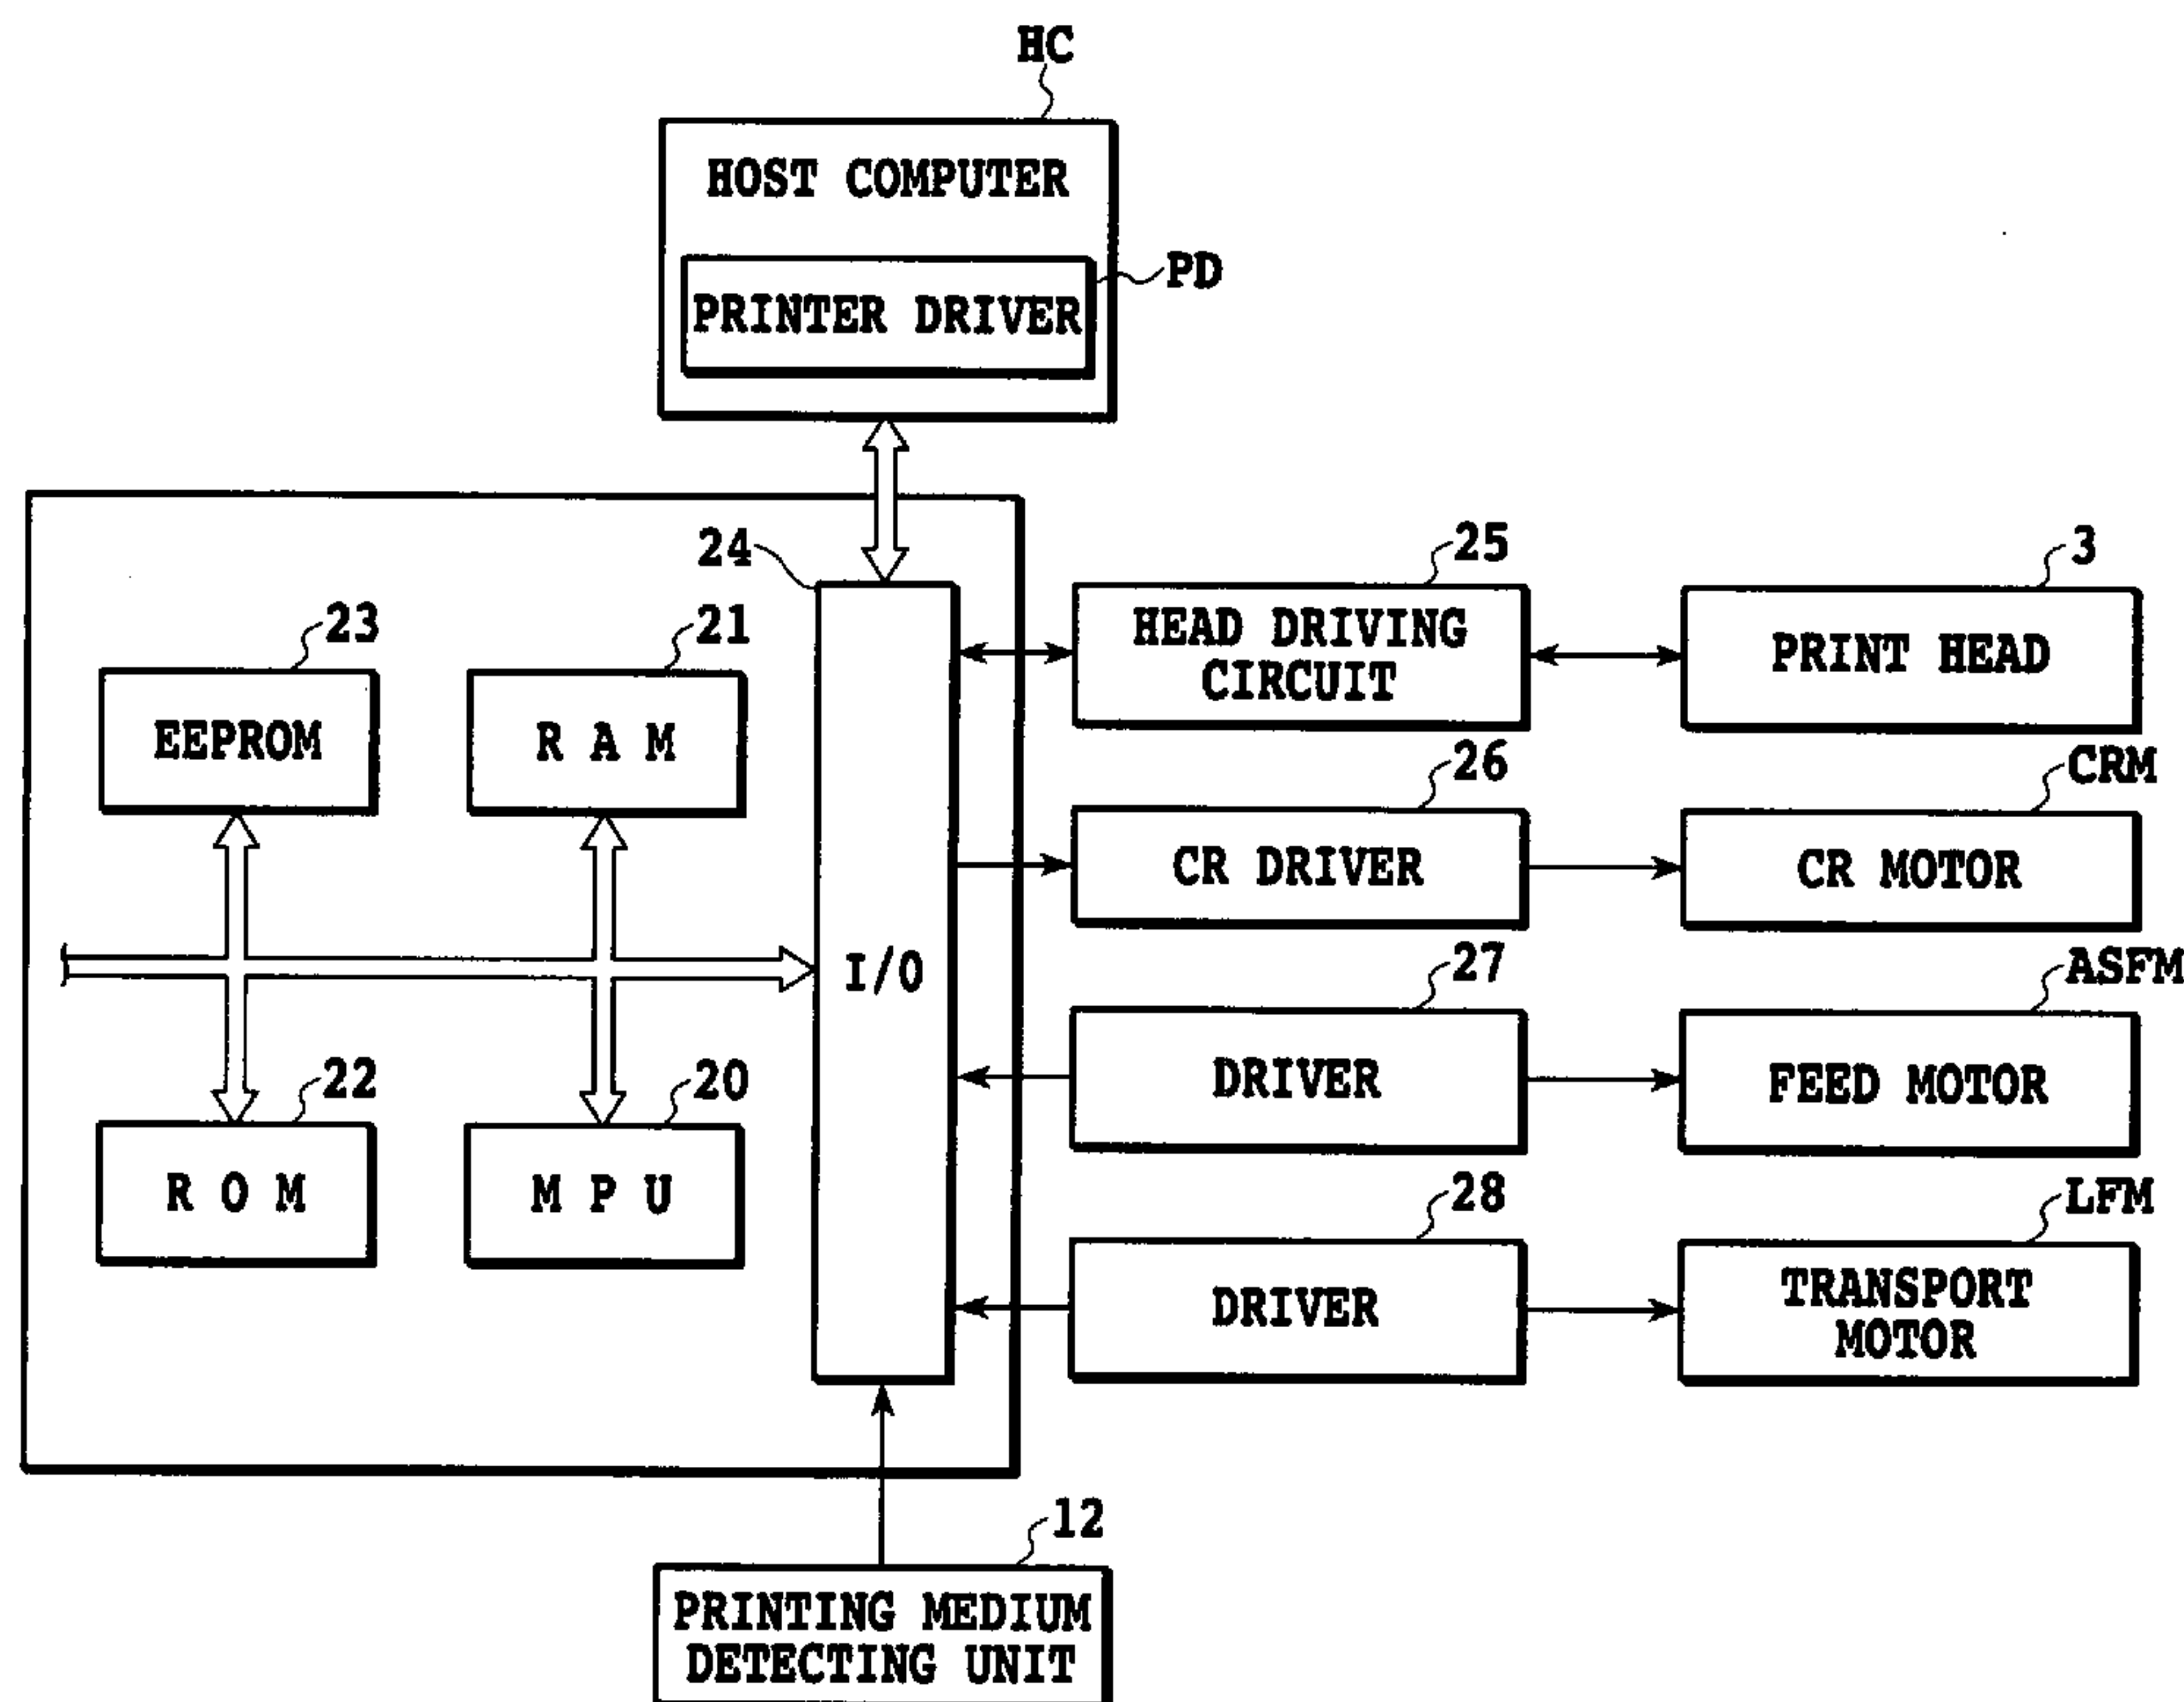 HC
HOST COMPUTER
PD
PRINTER DRIVER
24
25
3
23
21
HEAD DRIVING
CIRCUIT
PRINT HEAD
EEPROM
R A M
26
CRM
CR DRIVER
CR MOTOR
I/O
27
ASFM
22
20
DRIVER
FEED MOTOR
R O M
M P U
28
LFM
DRIVER
TRANSPORT
MOTOR
12
PRINTING MEDIUM
DETECTING UNIT